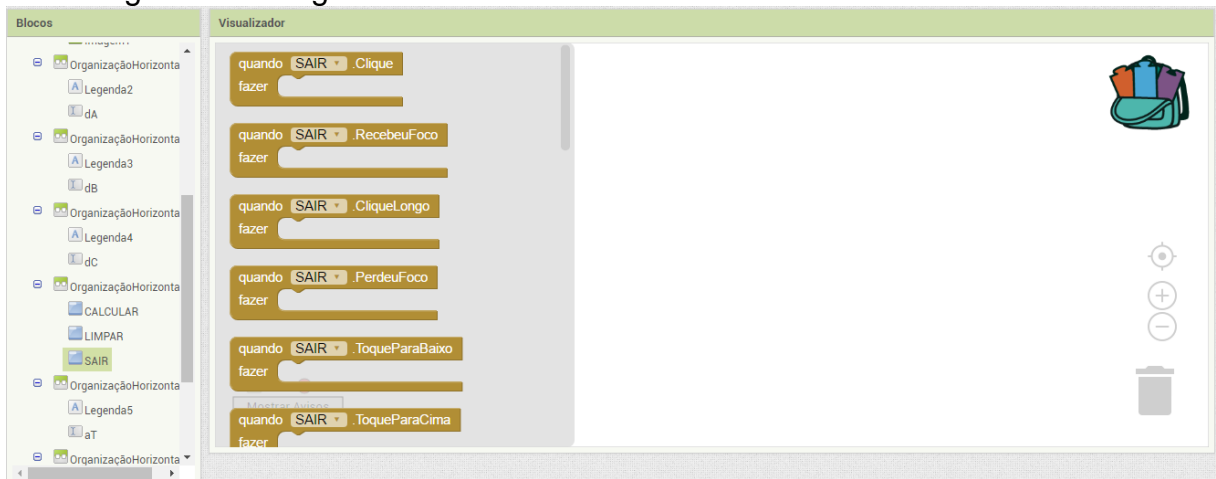 Blocos
Visualizador
OrganizaçãoHorizonta
Legenda2
dA
OrganizaçãoHorizonta
Legenda3
dB
OrganizaçãoHorizonta
Legenda4
dC
OrganizaçãoHorizonta
CALCULAR
LIMPAR
SAIR
OrganizaçãoHorizonta
Legenda5
aT
OrganizaçãoHorizonta
quando SAIR .Clique
fazer
quando SAIR .RecebeuFoco
fazer
quando SAIR .CliqueLongo
fazer
quando SAIR .PerdeuFoco
fazer
quando SAIR .ToqueParaBaixo
fazer
Mostrar Avisos
quando SAIR .ToqueParaCima
fazer